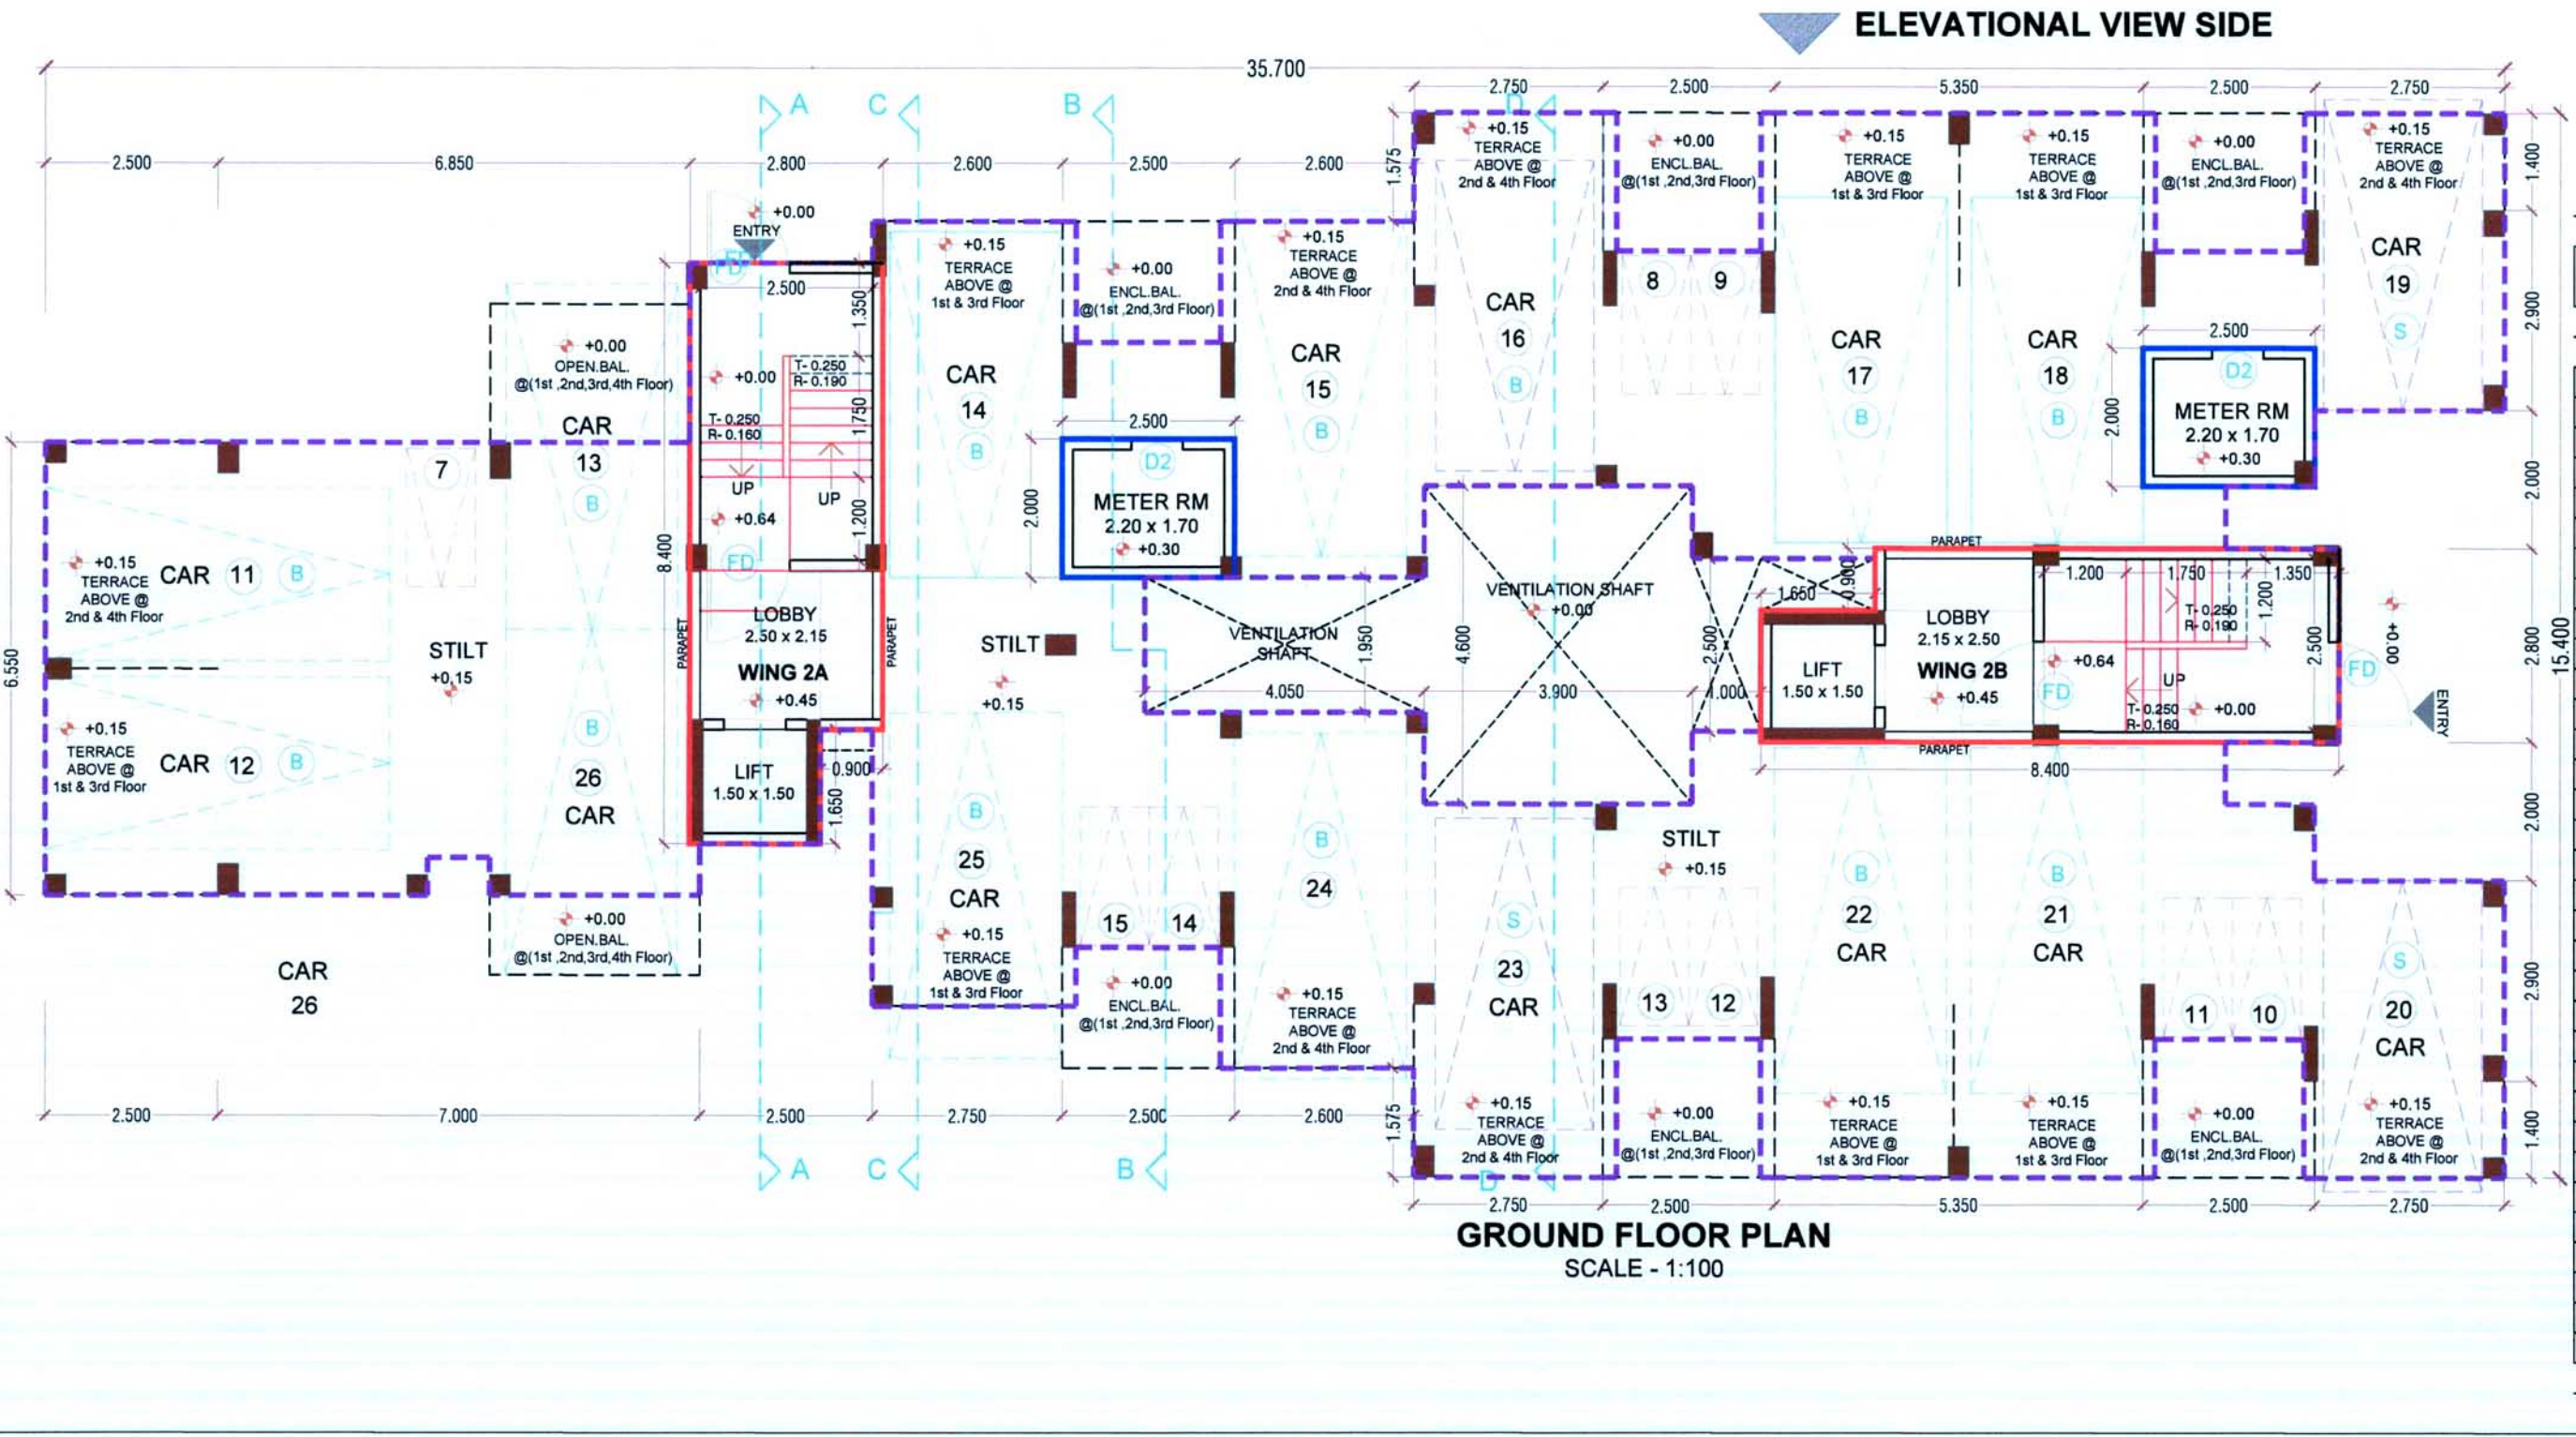 ELEVATIONAL VIEW SIDE
35.700
2.750
2.500
5.350
2.500
2.750
A
C
B
D
2.500
6.850
2.800
2.600
2.500
2.600
1.575
1.400
+0.15
TERRACE
ABOVE @
2nd & 4th Floor
+0.00
ENCL.BAL.
@(1st ,2nd,3rd Floor)
+0.15
TERRACE
ABOVE @
1st & 3rd Floor
+0.15
TERRACE
ABOVE @
1st & 3rd Floor
+0.00
ENCL.BAL.
@(1st ,2nd,3rd Floor)
+0.15
TERRACE
ABOVE @
2nd & 4th Floor
+0.00
ENTRY
FD
2.500
1.350
+0.15
TERRACE
ABOVE @
1st & 3rd Floor
+0.00
ENCL.BAL.
@(1st ,2nd,3rd Floor)
+0.15
TERRACE
ABOVE @
2nd & 4th Floor
CAR
16
B
8
9
CAR
17
B
CAR
18
B
CAR
19
S
2.900
+0.00
OPEN.BAL.
@(1st ,2nd,3rd,4th Floor)
CAR
13
B
+0.00
T- 0.250
R- 0.190
T- 0.250
R- 0.160
1.750
UP
UP
+0.64
1.200
CAR
14
B
2.500
D2
METER RM
2.20 x 1.70
+0.30
2.000
CAR
15
B
2.500
D2
METER RM
2.20 x 1.70
+0.30
2.000
2.000
7
6.550
+0.15
TERRACE
ABOVE @
2nd & 4th Floor
CAR
11
B
+0.15
TERRACE
ABOVE @
1st & 3rd Floor
CAR
12
B
STILT
+0.15
8.400
FD
PARAPET
LOBBY
2.50 x 2.15
WING 2A
+0.45
PARAPET
LIFT
1.50 x 1.50
0.900
1.650
STILT
+0.15
VENTILATION
SHAFT
1.950
4.050
VENTILATION SHAFT
+0.00
4.600
3.900
2.500
1.000
1.650
0.900
PARAPET
LIFT
1.50 x 1.50
LOBBY
2.15 x 2.50
WING 2B
+0.45
PARAPET
1.200
1.750
1.350
T- 0.250
R- 0.190
1.200
2.500
+0.64
FD
UP
T- 0.250
R- 0.160
+0.00
8.400
FD
+0.00
ENTRY
2.800
15.400
2.000
B
26
CAR
+0.00
OPEN.BAL.
@(1st ,2nd,3rd,4th Floor)
CAR
26
B
25
CAR
+0.15
TERRACE
ABOVE @
1st & 3rd Floor
15
14
+0.00
ENCL.BAL.
@(1st ,2nd,3rd Floor)
B
24
+0.15
TERRACE
ABOVE @
2nd & 4th Floor
STILT
+0.15
S
23
CAR
+0.15
TERRACE
ABOVE @
2nd & 4th Floor
13
12
+0.00
ENCL.BAL.
@(1st ,2nd,3rd Floor)
B
22
CAR
+0.15
TERRACE
ABOVE @
1st & 3rd Floor
B
21
CAR
+0.15
TERRACE
ABOVE @
1st & 3rd Floor
11
10
+0.00
ENCL.BAL.
@(1st ,2nd,3rd Floor)
S
20
CAR
+0.15
TERRACE
ABOVE @
2nd & 4th Floor
2.900
1.400
2.500
7.000
2.500
2.750
2.500
2.600
1.575
A
C
B
D
2.750
2.500
5.350
2.500
2.750
GROUND FLOOR PLAN
SCALE - 1:100